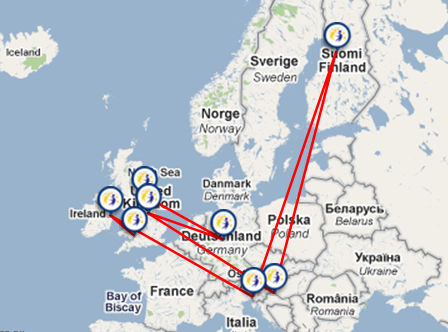 Iceland
Sverige
Sweden
Suomi
Finland
Norge
Norway
Sea
United
Kingdom
Danmark
Denmark
Ireland
Беларусь
Belarus
Polska
Poland
Deutschland
Germany
Україна
Ukraine
France
România
Romania
Bay of
Biscay
Italia